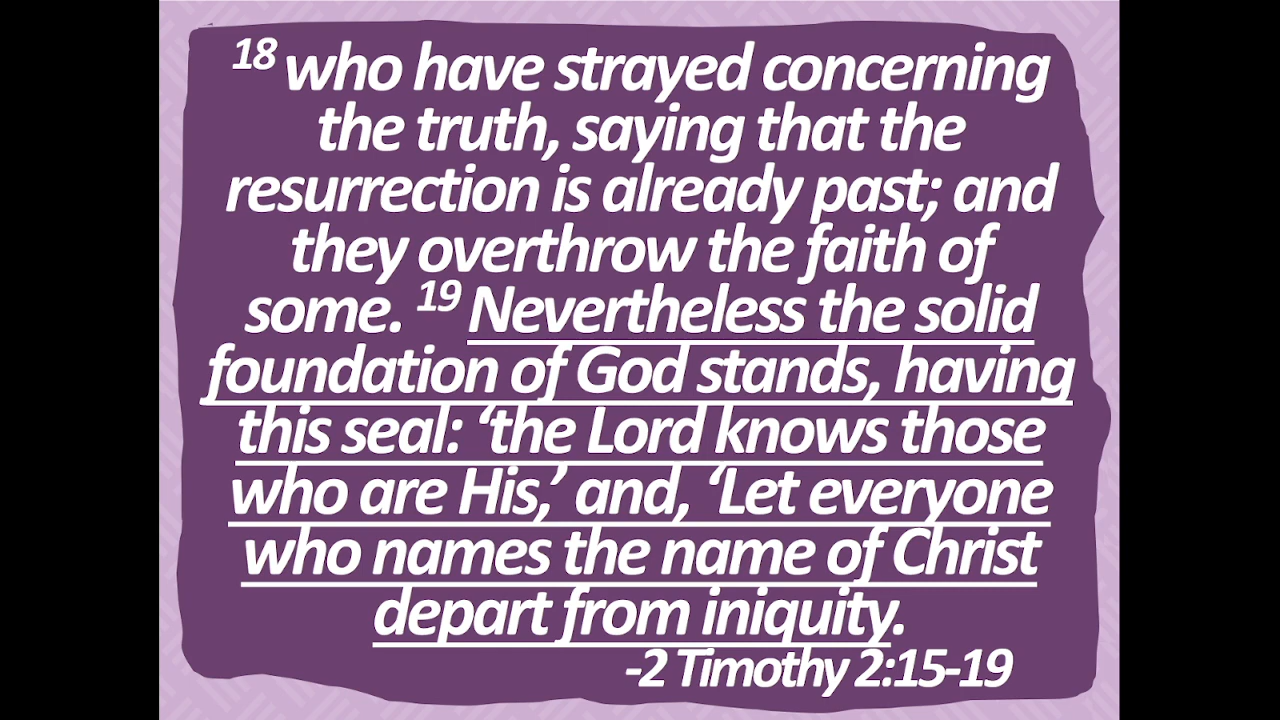 18 who have strayed concerning
the truth, saying that the
resurrection is already past; and
they overthrow the faith of
some. 19 Nevertheless the solid
foundation of God stands, having
this seal: ‘the Lord knows those
who are His,’ and, ‘Let everyone
who names the name of Christ
depart from iniquity.
-2 Timothy 2:15-19